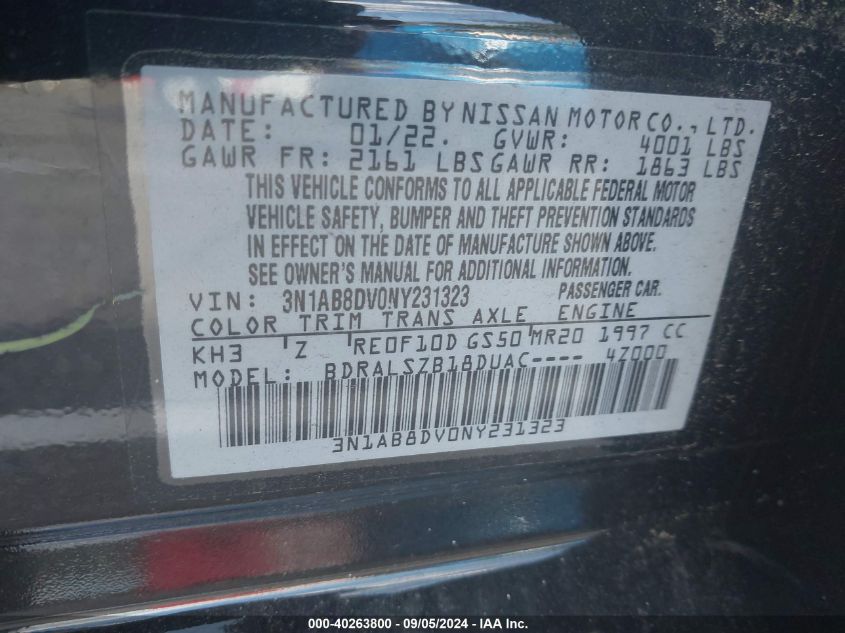 MANUFACTURED BY NISSAN MOTOR CO., LTD.
DATE: 01/22. GVWR: 4001 LBS
GAWR FR: 2161 LBS GAWR RR: 1863 LBS
THIS VEHICLE CONFORMS TO ALL APPLICABLE FEDERAL MOTOR
VEHICLE SAFETY, BUMPER AND THEFT PREVENTION STANDARDS
IN EFFECT ON THE DATE OF MANUFACTURE SHOWN ABOVE.
SEE OWNER'S MANUAL FOR ADDITIONAL INFORMATION.
VIN: 3N1AB8DV0NY231323 PASSENGER CAR.
COLOR TRIM TRANS AXLE ENGINE
KH3 Z RE0F10D GS50 MR20 1997 CC
MODEL: BDRALSZB18DUAC---- 4Z000
3N1AB8DV0NY231323
000-40263800 - 09/05/2024 - IAAI.com